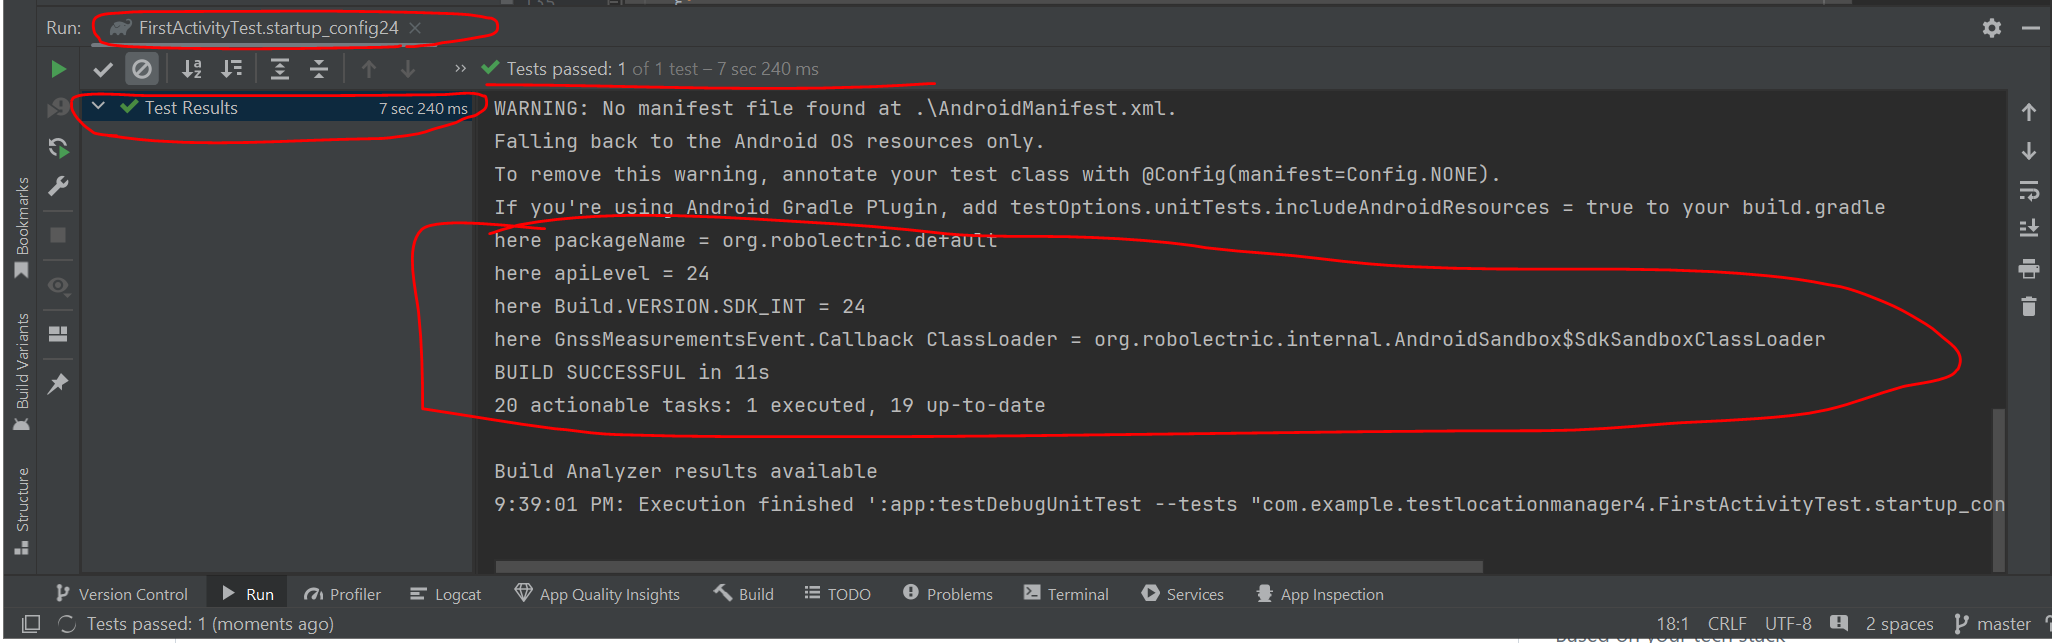 Run: FirstActivityTest.startup_config24
Tests passed: 1 of 1 test – 7 sec 240 ms
Test Results 7 sec 240 ms
WARNING: No manifest file found at .\AndroidManifest.xml.
Falling back to the Android OS resources only.
To remove this warning, annotate your test class with @Config(manifest=Config.NONE).
If you're using Android Gradle Plugin, add testOptions.unitTests.includeAndroidResources = true to your build.gradle
here packageName = org.robolectric.default
here apiLevel = 24
here Build.VERSION.SDK_INT = 24
here GnssMeasurementsEvent.Callback ClassLoader = org.robolectric.internal.AndroidSandbox$SdkSandboxClassLoader
BUILD SUCCESSFUL in 11s
20 actionable tasks: 1 executed, 19 up-to-date
Build Analyzer results available
9:39:01 PM: Execution finished ':app:testDebugUnitTest --tests "com.example.testlocationmanager4.FirstActivityTest.startup_con
Bookmarks
Build Variants
Structure
Version Control Run Profiler Logcat App Quality Insights Build TODO Problems Terminal Services App Inspection
Tests passed: 1 (moments ago) 18:1 CRLF UTF-8 2 spaces master